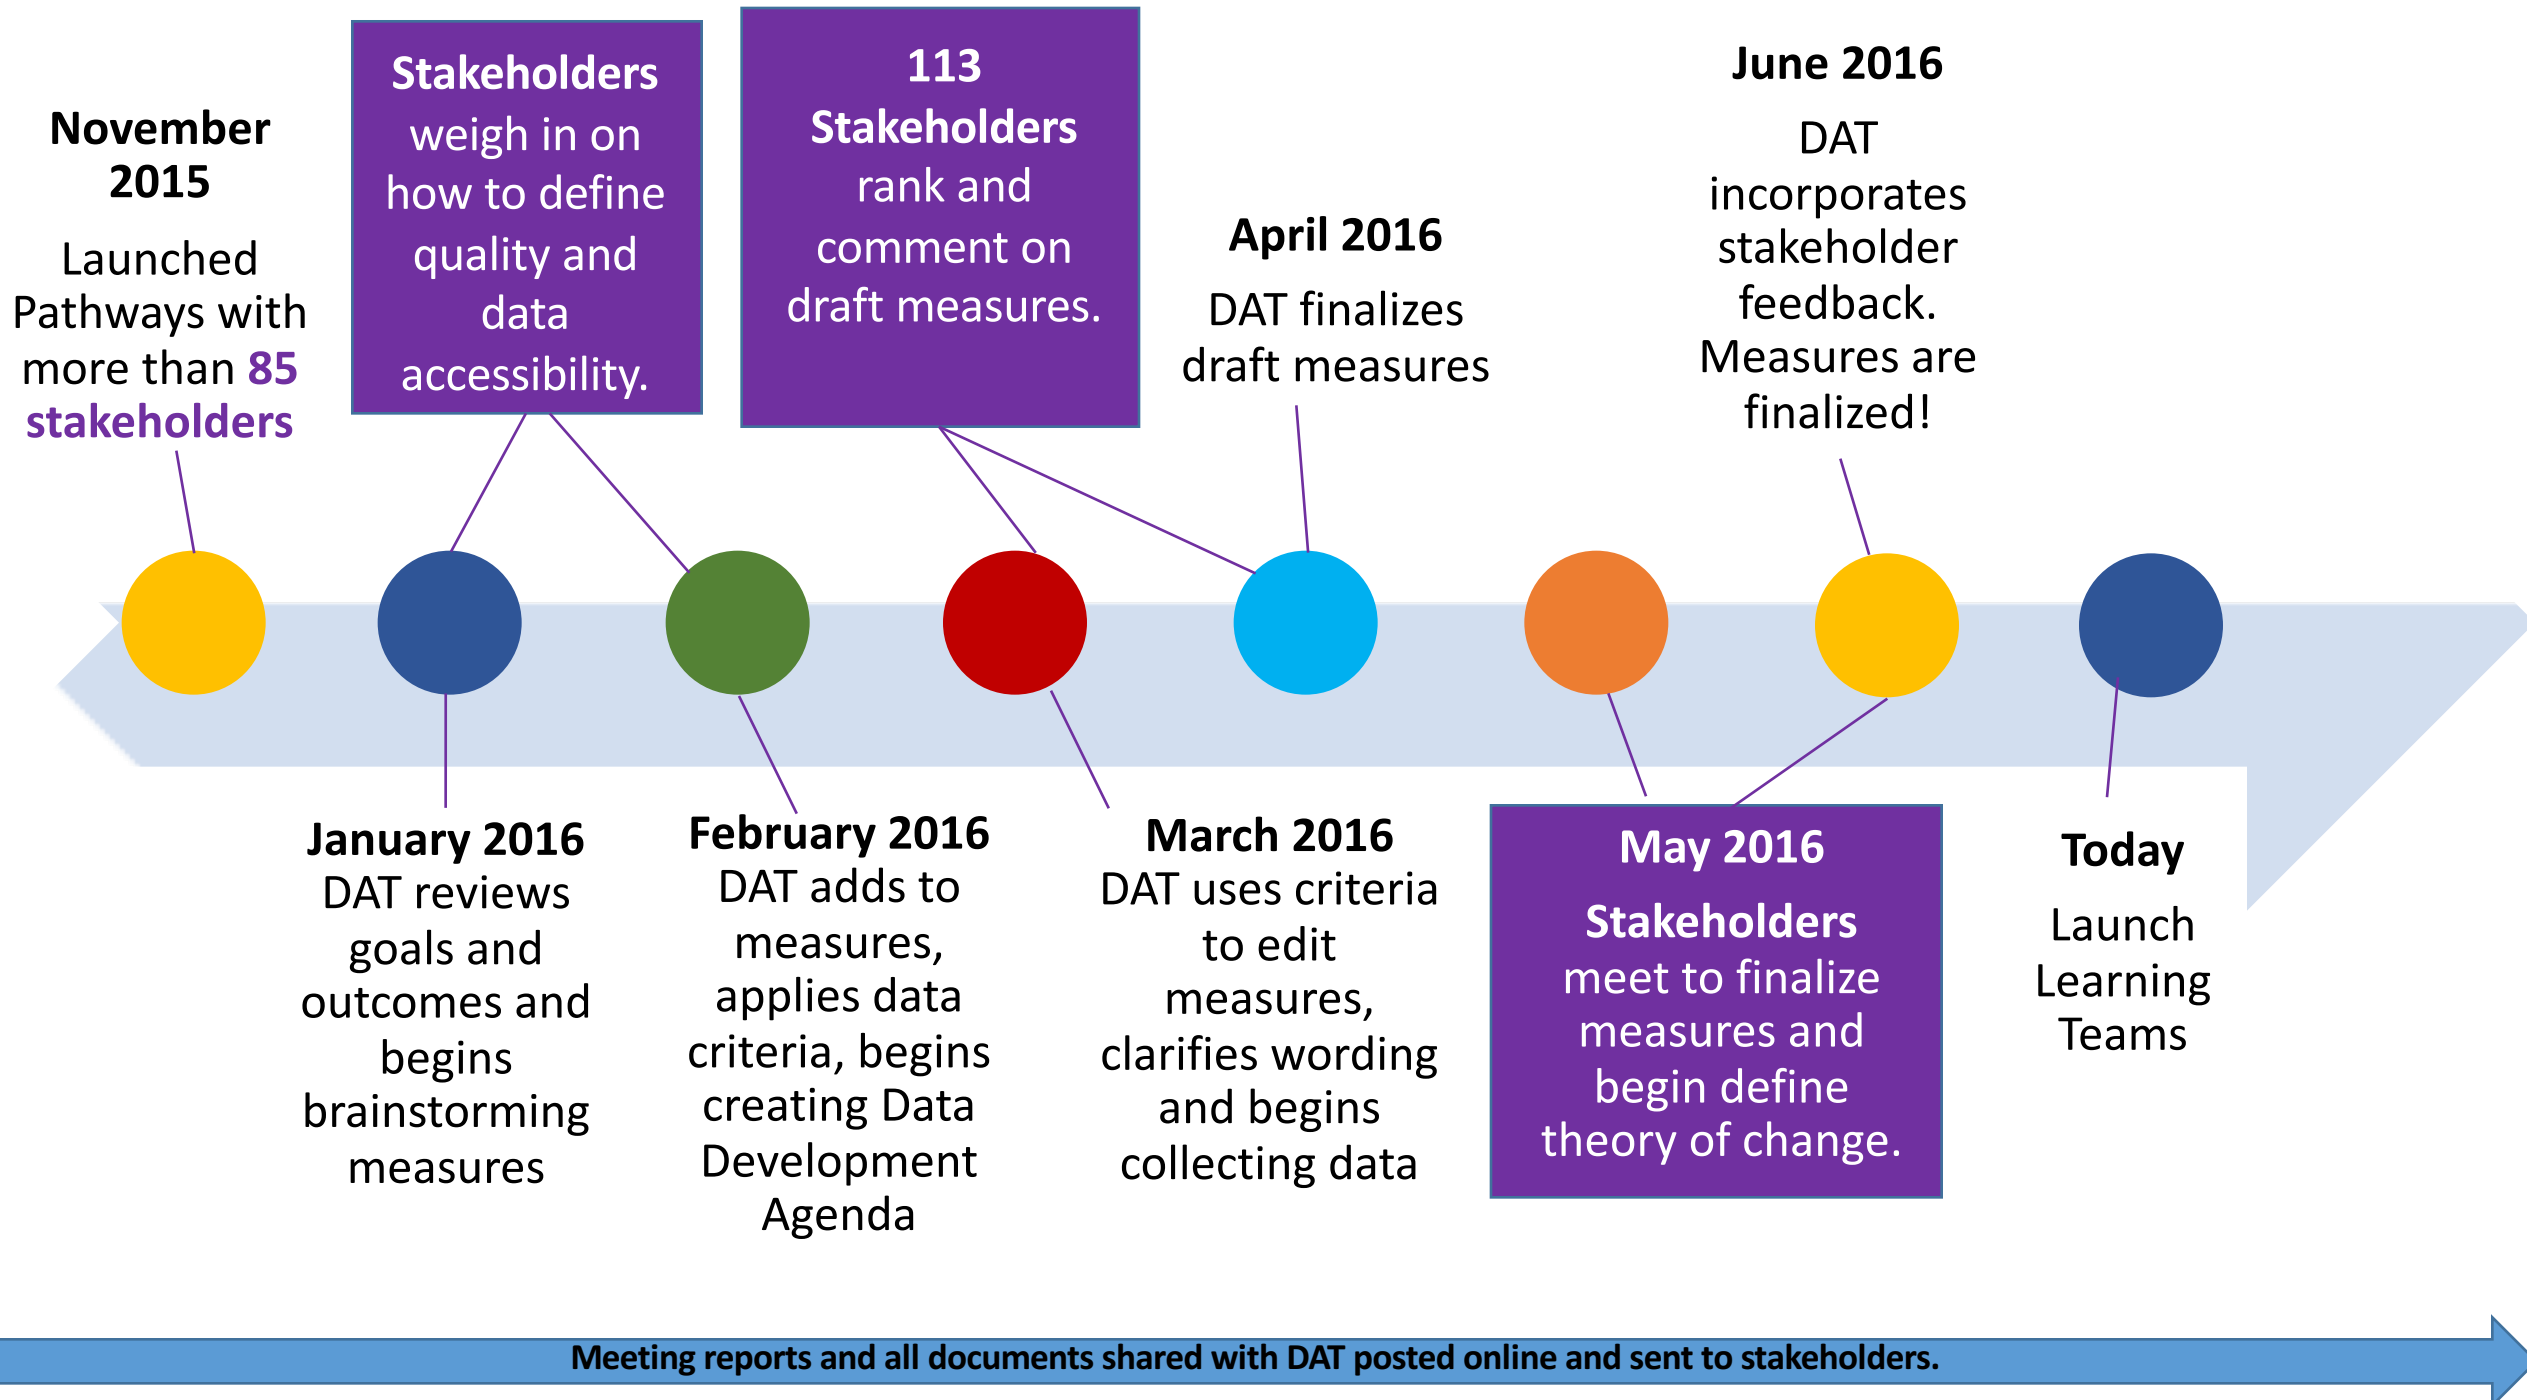 November
2015
Launched
Pathways with
more than 85
stakeholders
Stakeholders
weigh in on
how to define
quality and
data
accessibility.
113
Stakeholders
rank and
comment on
draft measures.
April 2016
DAT finalizes
draft measures
June 2016
DAT
incorporates
stakeholder
feedback.
Measures are
finalized!
January 2016
DAT reviews
goals and
outcomes and
begins
brainstorming
measures
February 2016
DAT adds to
measures,
applies data
criteria, begins
creating Data
Development
Agenda
March 2016
DAT uses criteria
to edit
measures,
clarifies wording
and begins
collecting data
May 2016
Stakeholders
meet to finalize
measures and
begin define
theory of change.
Today
Launch
Learning
Teams
Meeting reports and all documents shared with DAT posted online and sent to stakeholders.